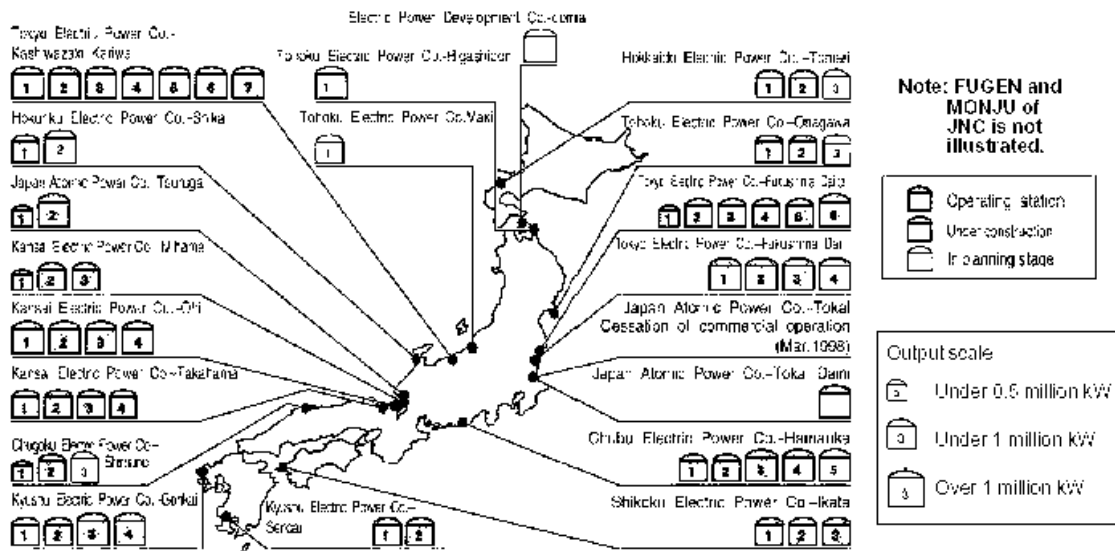 Electric Power Development Co.-
Tokyo Electric Power Co.-
Kashiwazaki Kariwa
1 2 3 4 5 6 7
Tohoku Electric Power Co.-Higashidori
1
Hokkaido Electric Power Co.-Tomari
1 2 3
Hokuriku Electric Power Co.-Shika
1 2
Tohoku Electric Power Co.Maki
1
Tohoku Electric Power Co.-Onagawa
1 2 3
Japan Atomic Power Co.-Tsuruga
1 2
Tokyo Electric Power Co.-Fukushima Daiichi
1 2 3 4 5 6
Kansai Electric Power Co.-Mihama
1 2 3
Tokyo Electric Power Co.-Fukushima
1 2 3 4
Kansai Electric Power Co.-Ohi
1 2 3 4
Japan Atomic Power Co.-Tokai
Cessation of commercial operation
(Mar.1998)
Kansai Electric Power Co-Takahama
1 2 3 4
Japan Atomic Power Co.-Tokai Daini
Chugoku Electric Power Co-
Shimane
1 2 3
Chubu Electric Power Co.-Hamaoka
1 2 3 4 5
Kyushu Electric Power Co.-Genkai
1 2 3 4
Kyushu Electric Power Co.-
Sendai
1 2
Shikoku Electric Power Co-Ikata
1 2 3
Note: FUGEN and
MONJU of
JNC is not
illustrated.
Operating station
Under construction
In planning stage
Output scale
Under 0.5 million kW
3 Under 1 million kW
3 Over 1 million kW